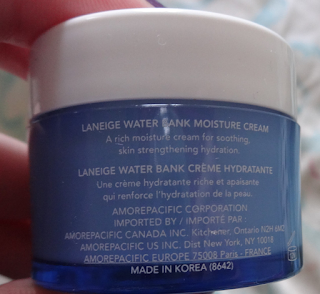 LANEIGE WATER BANK MOISTURE CREAM
A rich moisture cream for soothing,
skin strengthening hydration.
LANEIGE WATER BANK CRÈME HYDRATANTE
Une crème hydratante riche et apaisante
qui renforce l'hydratation de la peau.
AMOREPACIFIC CORPORATION.
IMPORTED BY / IMPORTÉ PAR :
AMOREPACIFIC CANADA INC. Kitchener, Ontario N2H 6M2
AMOREPACIFIC US INC. Dist New York, NY 10018
AMOREPACIFIC EUROPE 75008 Paris - FRANCE
MADE IN KOREA (8642)